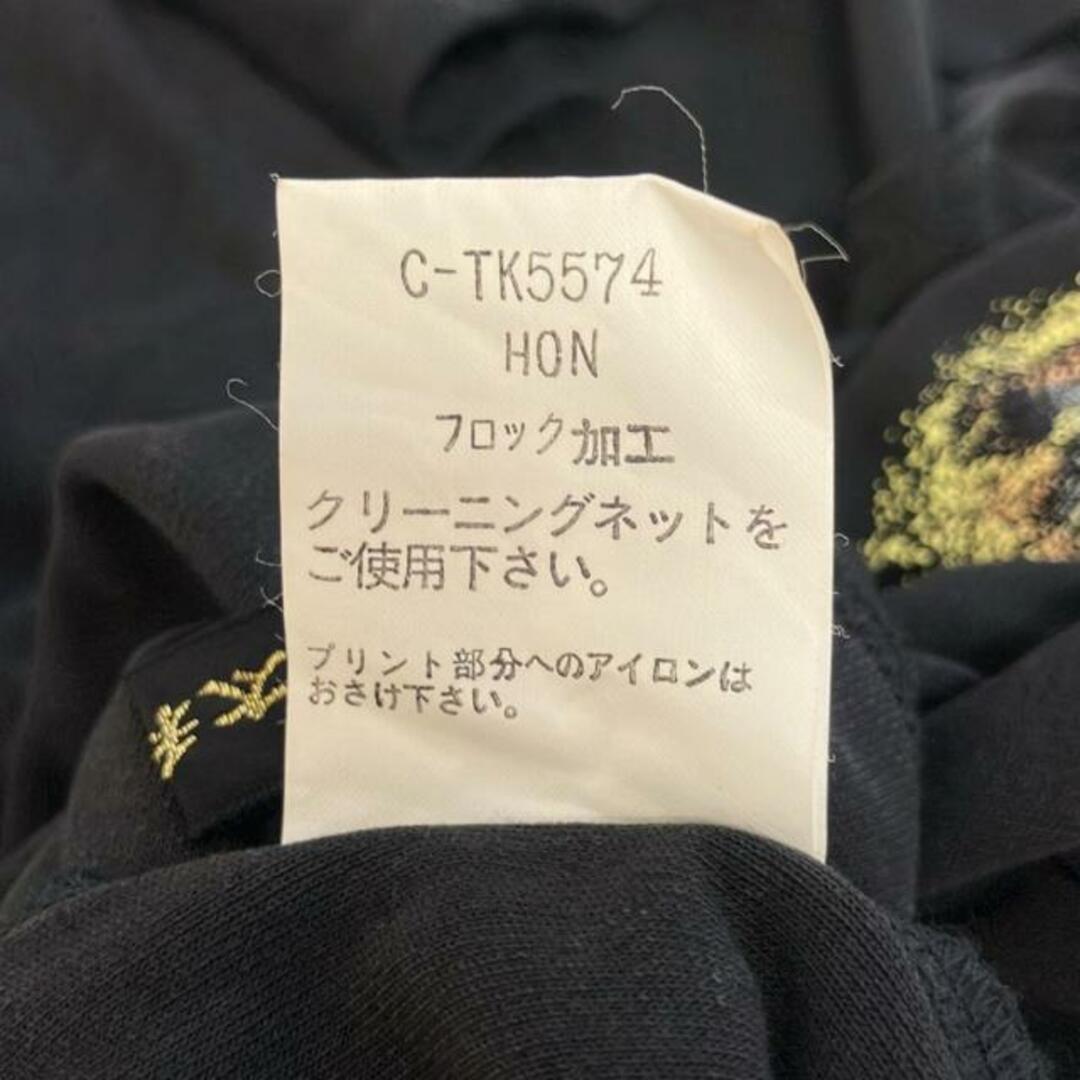 C-TK5574
HON
フロック加工
クリーニングネットを
ご使用下さい。
プリント部分へのアイロンは
おさけ下さい。